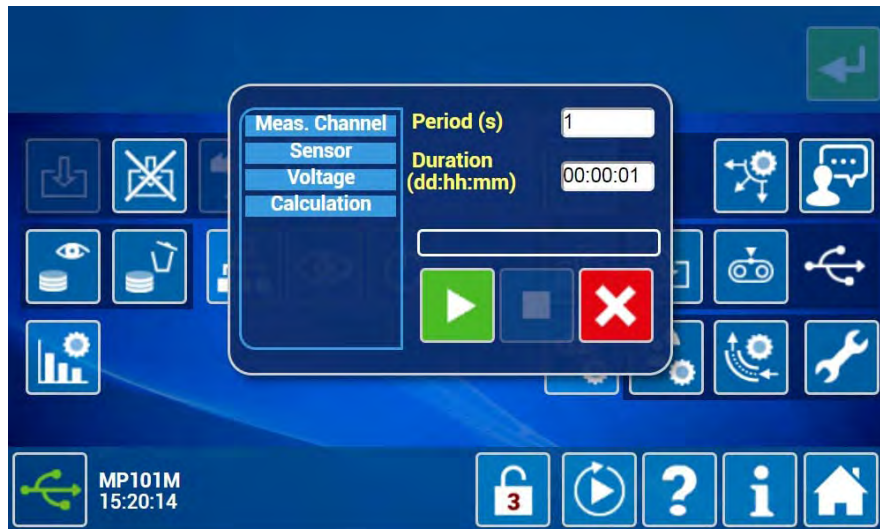 Meas. Channel
Sensor
Voltage
Calculation
Period (s)
1
Duration
(dd:hh:mm)
00:00:01
MP101M
15:20:14
3